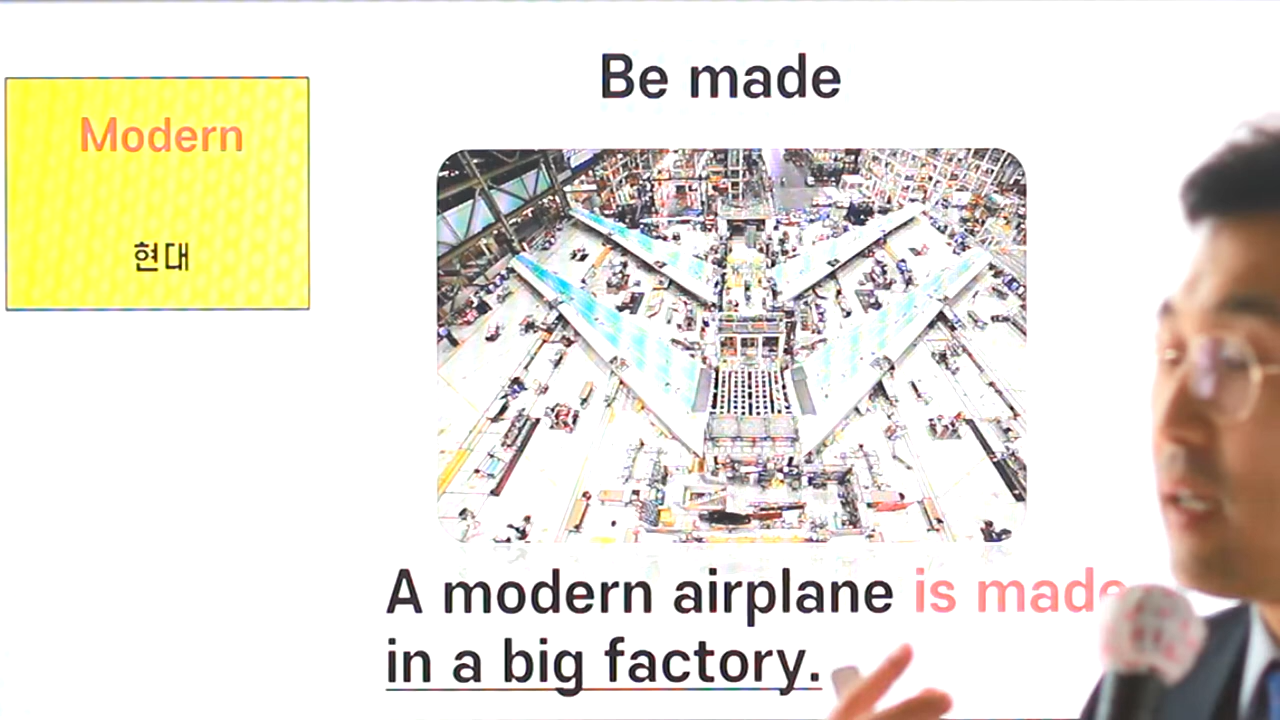 Be made
Modern
현대
A modern airplane is made
in a big factory.